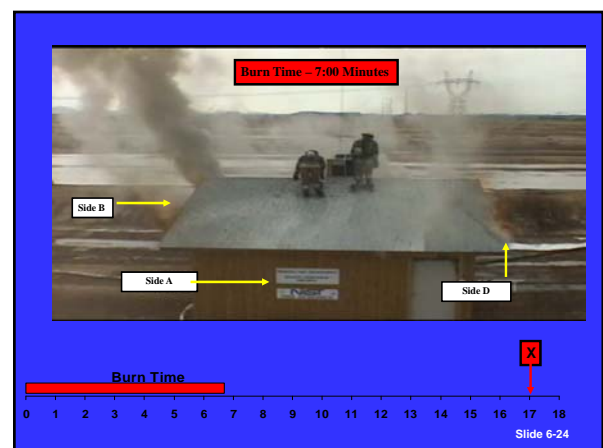 Burn Time – 7:00 Minutes
Side B
Side A
Side D
X
Burn Time
0 1 2 3 4 5 6 7 8 9 10 11 12 13 14 15 16 17 18
Slide 6-24